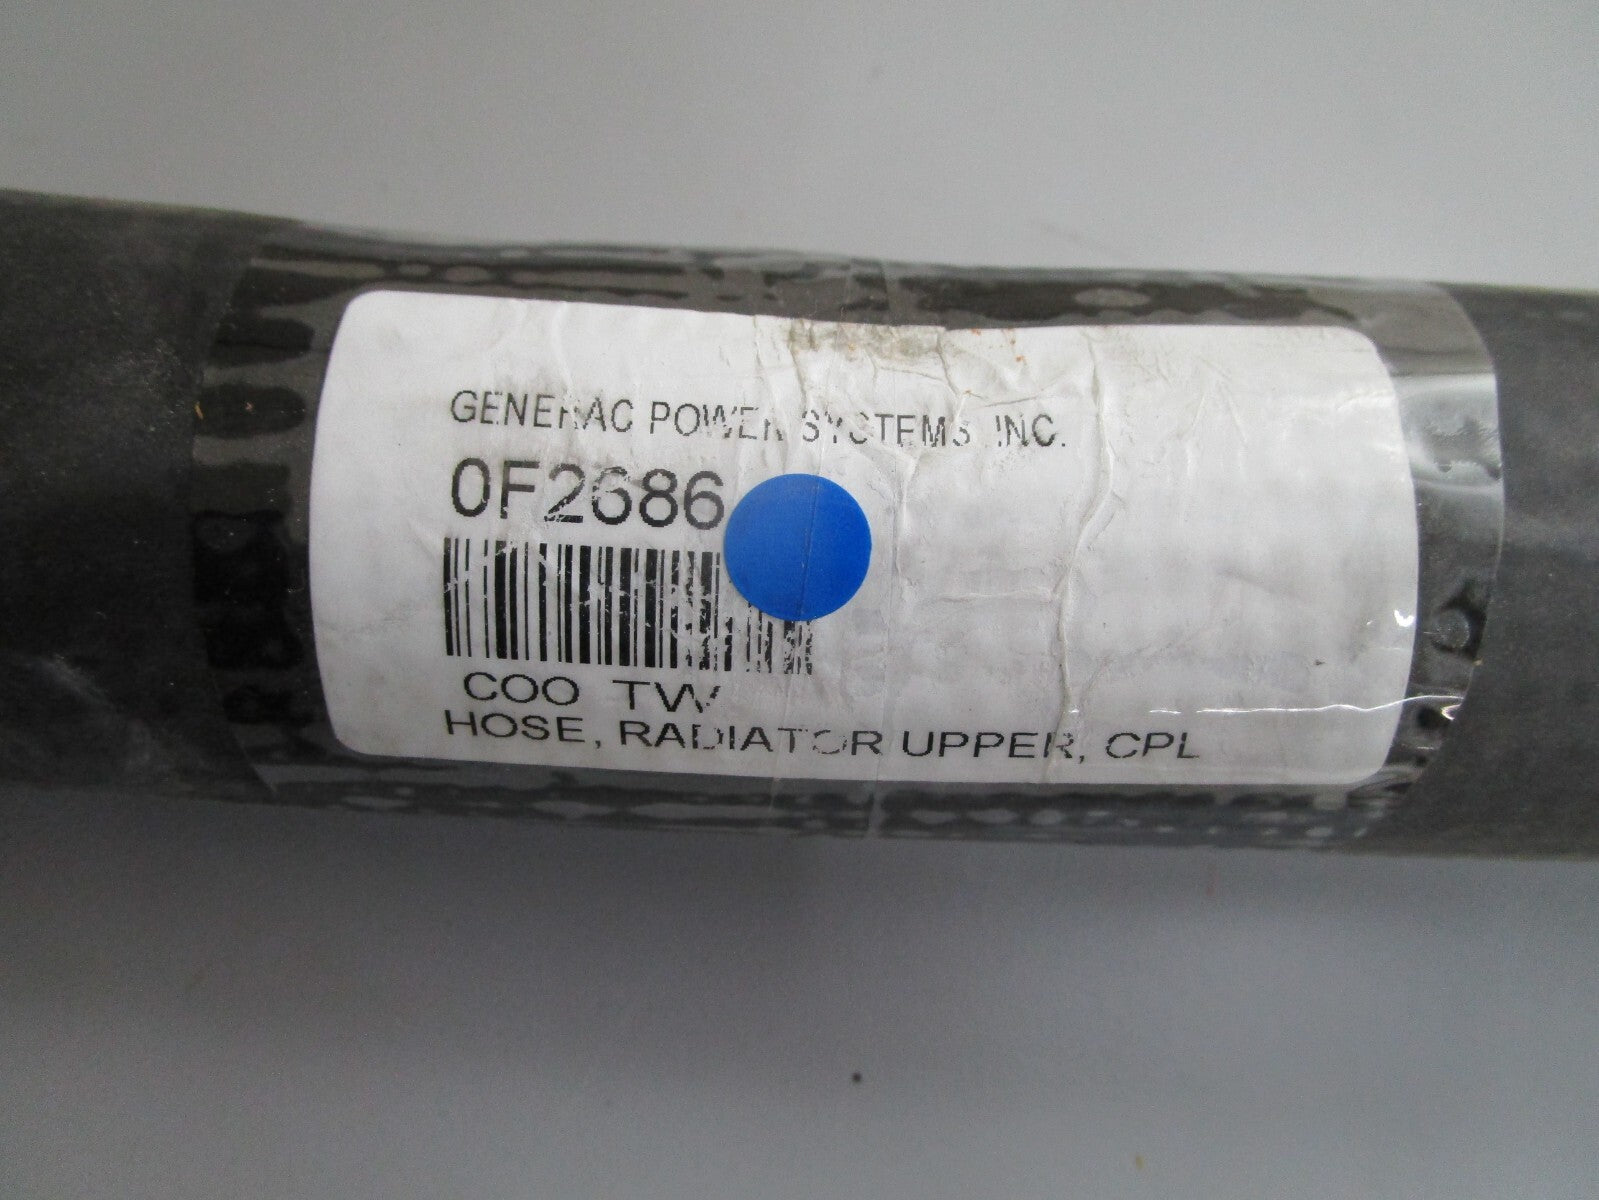 GENERAC POWER SYSTEMS INC.
0F2686
COO TW
HOSE, RADIATOR UPPER, CPL